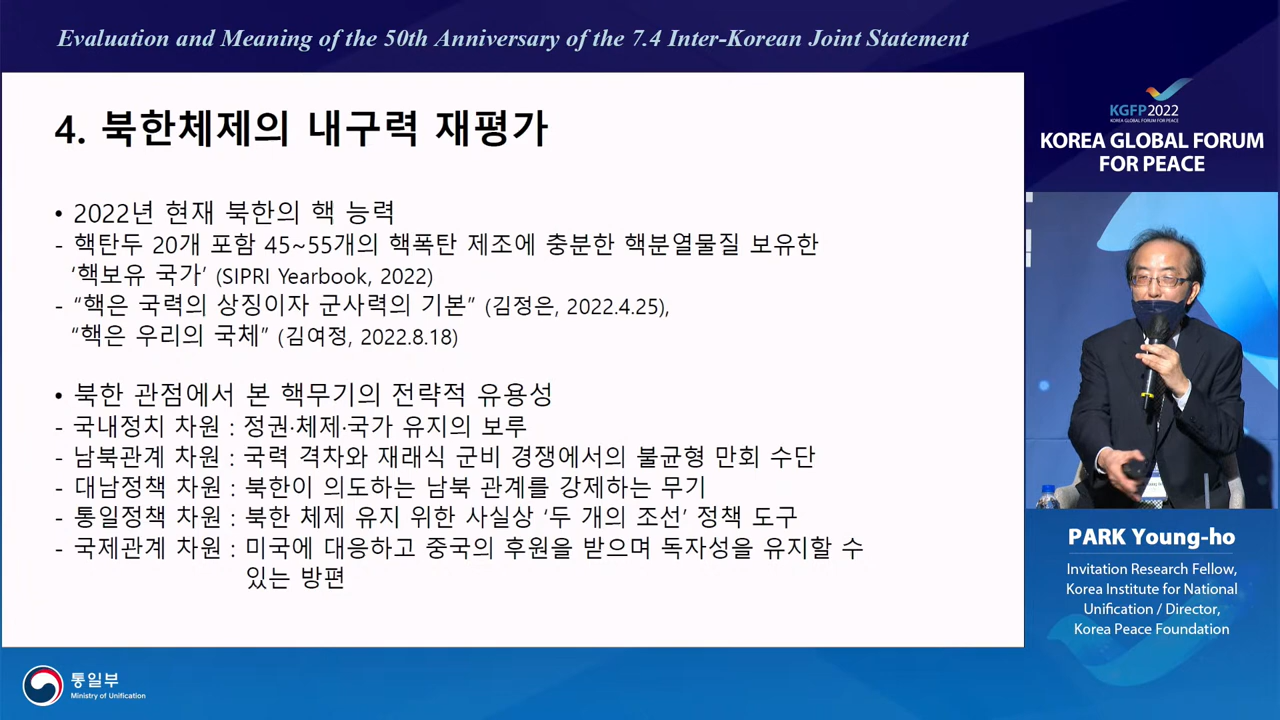 Evaluation and Meaning of the 50th Anniversary of the 7.4 Inter-Korean Joint Statement
4. 북한체제의 내구력 재평가
• 2022년 현재 북한의 핵 능력
- 핵탄두 20개 포함 45~55개의 핵폭탄 제조에 충분한 핵분열물질 보유한
‘핵보유 국가’ (SIPRI Yearbook, 2022)
- “핵은 국력의 상징이자 군사력의 기본” (김정은, 2022.4.25),
“핵은 우리의 국체” (김여정, 2022.8.18)
• 북한 관점에서 본 핵무기의 전략적 유용성
- 국내정치 차원 : 정권·체제·국가 유지의 보루
- 남북관계 차원 : 국력 격차와 재래식 군비 경쟁에서의 불균형 만회 수단
- 대남정책 차원 : 북한이 의도하는 남북 관계를 강제하는 무기
- 통일정책 차원 : 북한 체제 유지 위한 사실상 ‘두 개의 조선’ 정책 도구
- 국제관계 차원 : 미국에 대응하고 중국의 후원을 받으며 독자성을 유지할 수
있는 방편
KGFP2022
KOREA GLOBAL FORUM FOR PEACE
KOREA GLOBAL FORUM
FOR PEACE
PARK Young-ho
Invitation Research Fellow,
Korea Institute for National
Unification / Director,
Korea Peace Foundation
통일부
Ministry of Unification